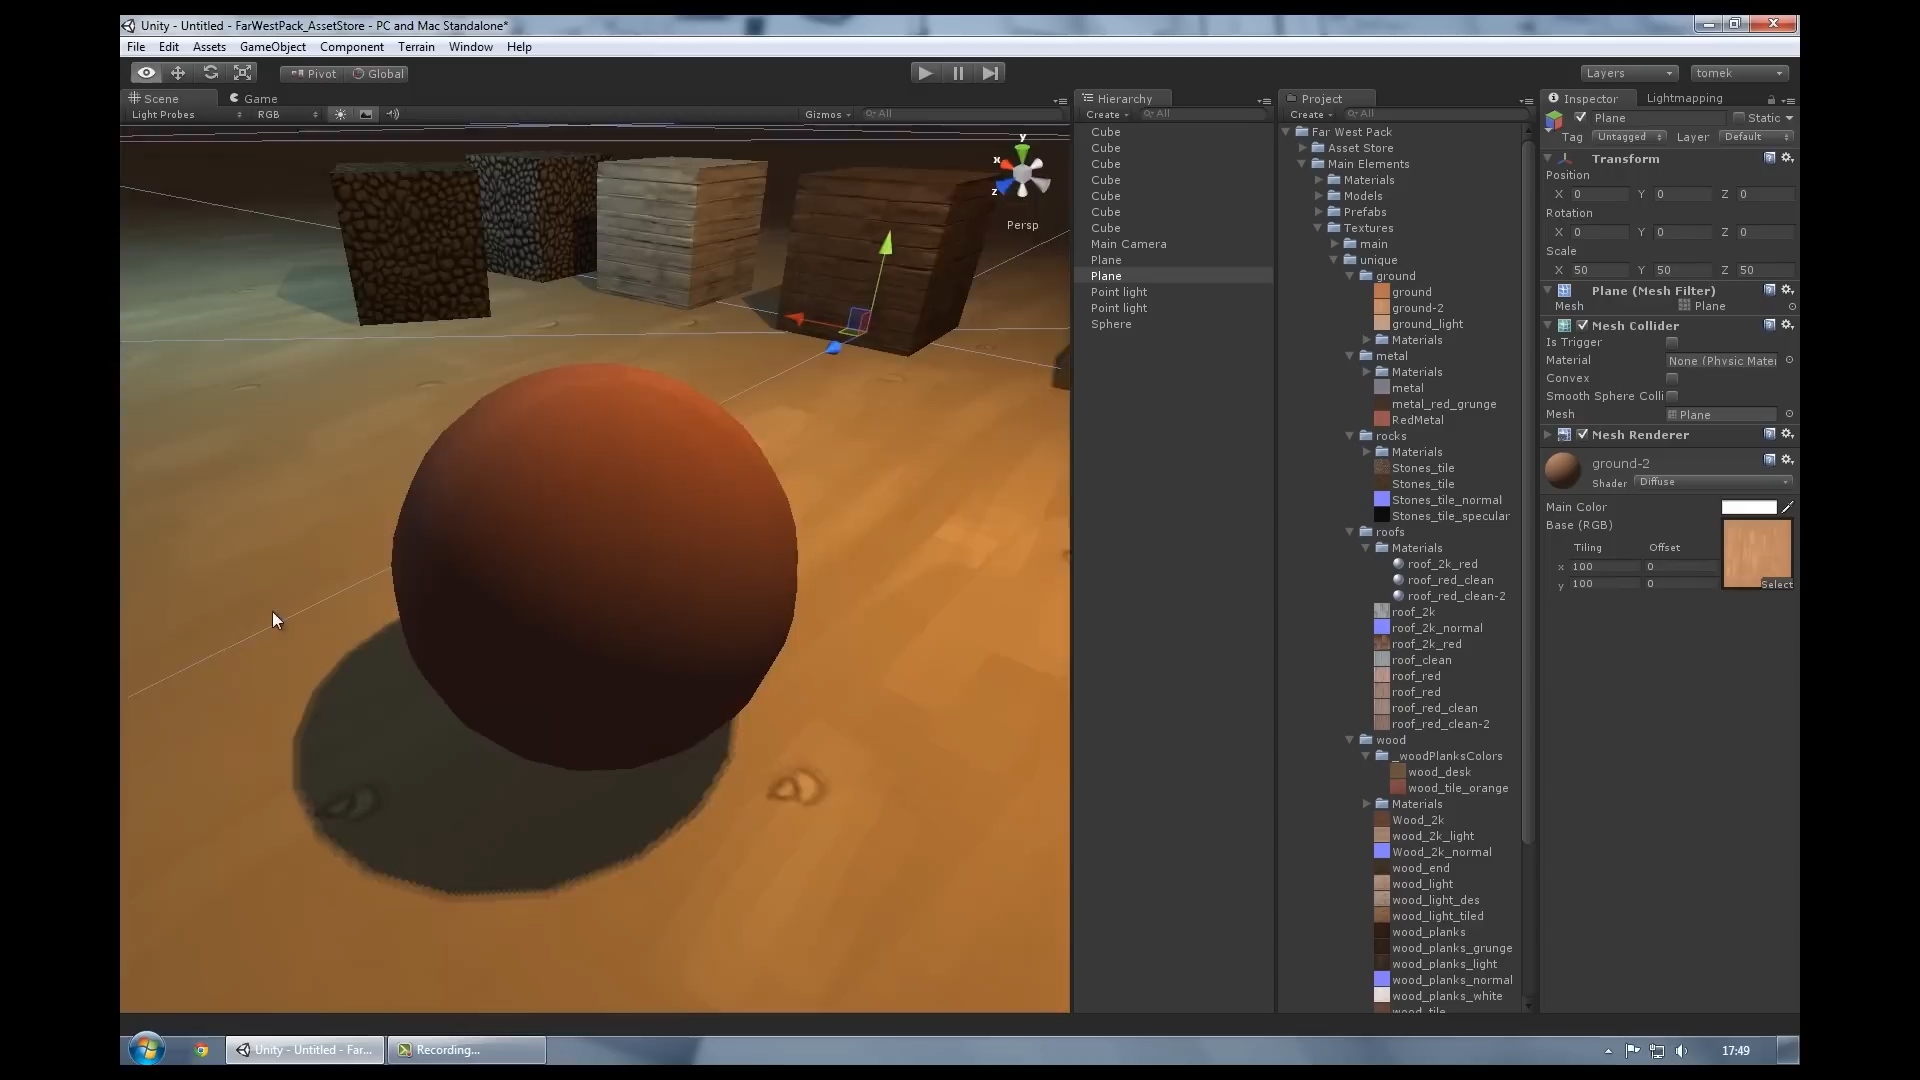 Unity - Untitled - FarWestPack_AssetStore - PC and Mac Standalone*
File Edit Assets GameObject Component Terrain Window Help
Pivot Global
Layers tomek
Scene Game
Light Probes RGB Gizmos All
y
x
z
Persp
Hierarchy
Create All
Cube
Cube
Cube
Cube
Cube
Cube
Cube
Main Camera
Plane
Plane
Point light
Point light
Sphere
Project
Create All
Far West Pack
Asset Store
Main Elements
Materials
Models
Prefabs
Textures
main
unique
ground
ground
ground-2
ground_light
Materials
metal
Materials
metal
metal_red_grunge
RedMetal
rocks
Materials
Stones_tile
Stones_tile
Stones_tile_normal
Stones_tile_specular
roofs
Materials
roof_2k_red
roof_red_clean
roof_red_clean-2
roof_2k
roof_2k_normal
roof_2k_red
roof_clean
roof_red
roof_red
roof_red_clean
roof_red_clean-2
wood
_woodPlanksColors
wood_desk
wood_tile_orange
Materials
Wood_2k
wood_2k_light
Wood_2k_normal
wood_end
wood_light
wood_light_des
wood_light_tiled
wood_planks
wood_planks_grunge
wood_planks_light
wood_planks_normal
wood_planks_white
wood_tile
Inspector Lightmapping
Plane Static
Tag Untagged Layer Default
Transform
Position
X 0 Y 0 Z 0
Rotation
X 0 Y 0 Z 0
Scale
X 50 Y 50 Z 50
Plane (Mesh Filter)
Mesh Plane
Mesh Collider
Is Trigger
Material None (Physic Mater
Convex
Smooth Sphere Colli
Mesh Plane
Mesh Renderer
ground-2
Shader Diffuse
Main Color
Base (RGB)
Tiling Offset
x 100 0
y 100 0
Select
Unity - Untitled - Far...
Recording...
17:49